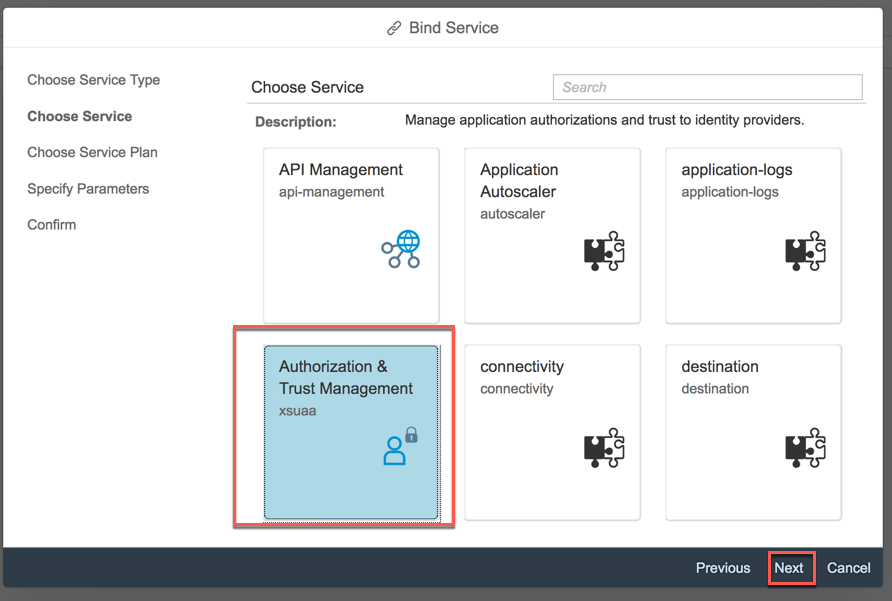 Bind Service
Choose Service Type
Choose Service
Choose Service Plan
Specify Parameters
Confirm
Choose Service
Search
Description:
Manage application authorizations and trust to identity providers.
API Management
api-management
Application
Autoscaler
autoscaler
application-logs
application-logs
Authorization &
Trust Management
xsuaa
connectivity
connectivity
destination
destination
Previous
Next
Cancel